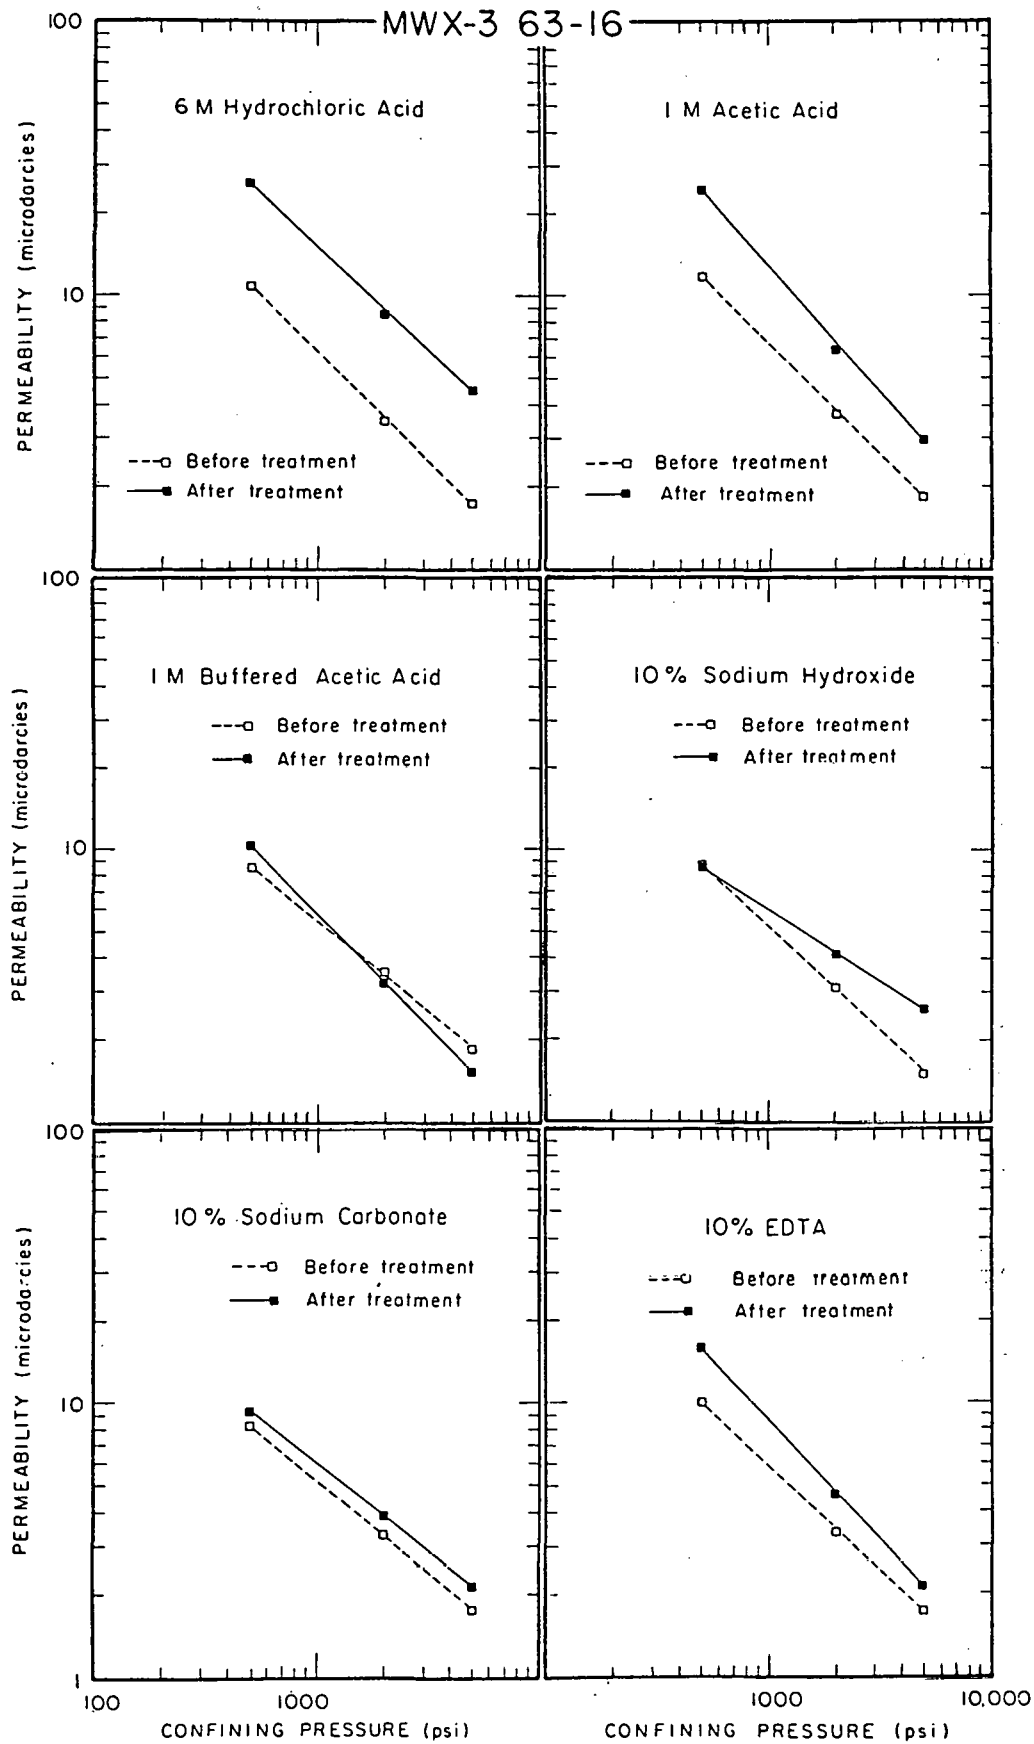 MWX-3 63-16
100
6 M Hydrochloric Acid
1 M Acetic Acid
PERMEABILITY (microdarcies)
10
Before treatment
After treatment
Before treatment
After treatment
100
1 M Buffered Acetic Acid
Before treatment
After treatment
10% Sodium Hydroxide
Before treatment
After treatment
PERMEABILITY (microdarcies)
10
100
10% Sodium Carbonate
Before treatment
After treatment
10% EDTA
Before treatment
After treatment
PERMEABILITY (microdarcies)
10
1
100 1000 1000 10,000
CONFINING PRESSURE (psi) CONFINING PRESSURE (psi)